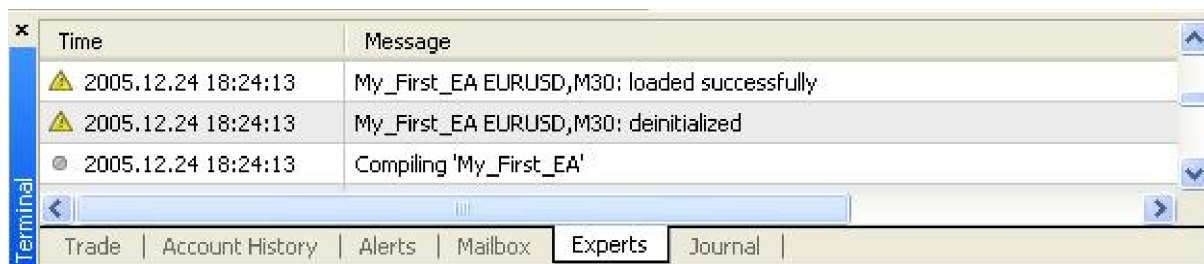 Time Message
2005.12.24 18:24:13 My_First_EA EURUSD,M30: loaded successfully
2005.12.24 18:24:13 My_First_EA EURUSD,M30: deinitialized
2005.12.24 18:24:13 Compiling 'My_First_EA'
Terminal
Trade | Account History | Alerts | Mailbox | Experts | Journal |